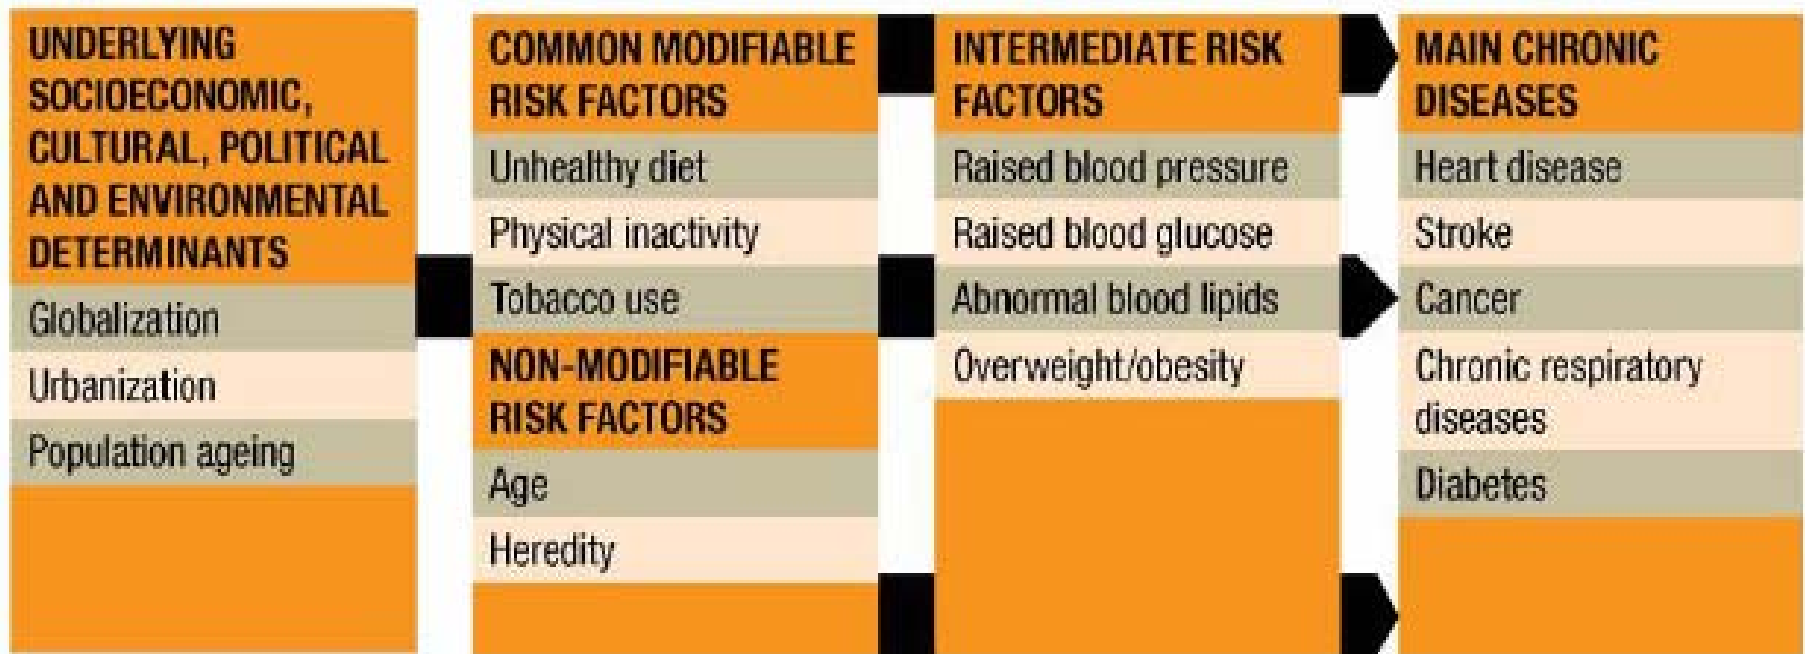 UNDERLYING
SOCIOECONOMIC,
CULTURAL, POLITICAL
AND ENVIRONMENTAL
DETERMINANTS
Globalization
Urbanization
Population ageing
COMMON MODIFIABLE
RISK FACTORS
Unhealthy diet
Physical inactivity
Tobacco use
NON-MODIFIABLE
RISK FACTORS
Age
Heredity
INTERMEDIATE RISK
FACTORS
Raised blood pressure
Raised blood glucose
Abnormal blood lipids
Overweight/obesity
MAIN CHRONIC
DISEASES
Heart disease
Stroke
Cancer
Chronic respiratory
diseases
Diabetes